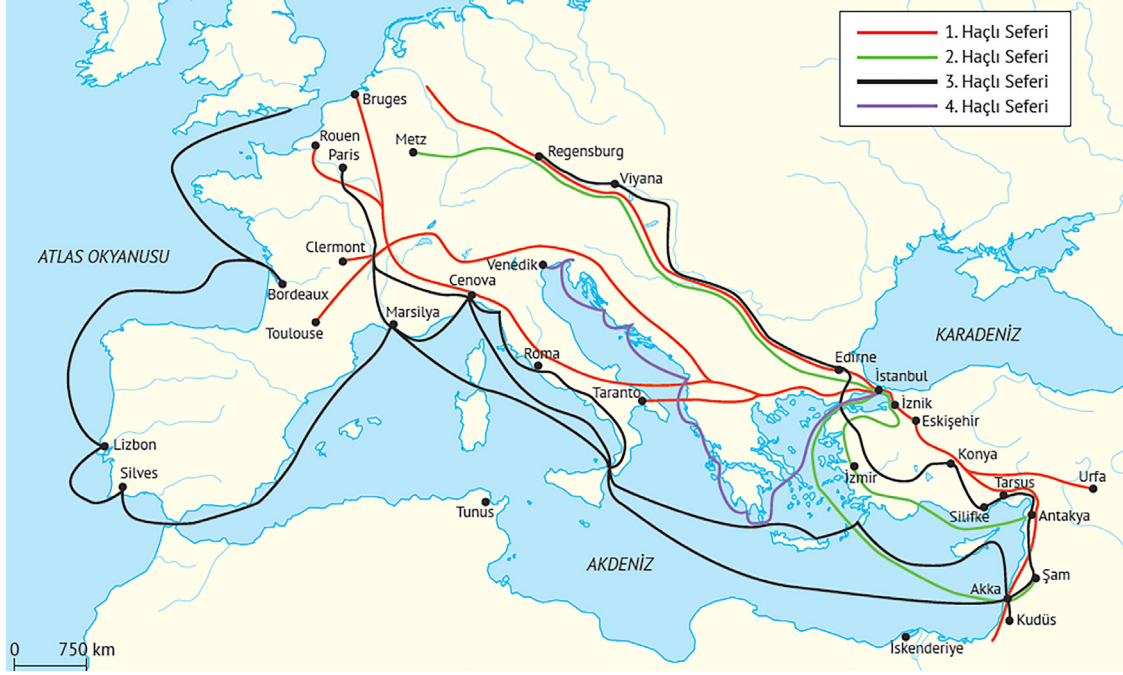 1. Haçlı Seferi
2. Haçlı Seferi
3. Haçlı Seferi
4. Haçlı Seferi
Bruges
Rouen
Paris
Metz
Regensburg
Viyana
ATLAS OKYANUSU
Clermont
Venedik
Cenova
Bordeaux
Toulouse
Marsilya
KARADENİZ
Roma
Edirne
İstanbul
Taranto
İznik
Eskişehir
Lizbon
Silves
Konya
İzmir
Tarsus
Urfa
Silifke
Antakya
Tunus
AKDENİZ
Şam
Akka
Kudüs
İskenderiye
0 750 km